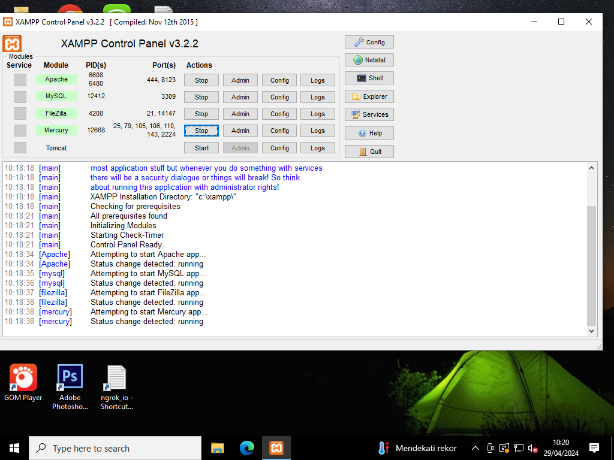 XAMPP Control Panel v3.2.2 [ Compiled: Nov 12th 2015 ]
XAMPP Control Panel v3.2.2
Config
Modules
Service Module PID(s) Port(s) Actions
Netstat
Apache 6608 6480 444, 8123 Stop Admin Config Logs
Shell
MySQL 12412 3309 Stop Admin Config Logs
Explorer
FileZilla 4208 21, 14147 Stop Admin Config Logs
Services
Mercury 12668 25, 79, 105, 106, 110, 143, 2224 Stop Admin Config Logs
Help
Tomcat Start Admin Config Logs
Quit
10:18:18 [main] most application stuff but whenever you do something with services
10:18:18 [main] there will be a security dialogue or things will break! So think
10:18:18 [main] about running this application with administrator rights!
10:18:18 [main] XAMPP Installation Directory: "c:\xampp\"
10:18:18 [main] Checking for prerequisites
10:18:21 [main] All prerequisites found
10:18:21 [main] Initializing Modules
10:18:21 [main] Starting Check-Timer
10:18:21 [main] Control Panel Ready
10:18:34 [Apache] Attempting to start Apache app...
10:18:34 [Apache] Status change detected: running
10:18:35 [mysql] Attempting to start MySQL app...
10:18:36 [mysql] Status change detected: running
10:18:37 [filezilla] Attempting to start FileZilla app...
10:18:38 [filezilla] Status change detected: running
10:18:38 [mercury] Attempting to start Mercury app...
10:18:38 [mercury] Status change detected: running
GOM Player
Ps
Adobe Photosho...
ngrok_io - Shortcut...
Type here to search
Mendekati rekor
10:20
29/04/2024